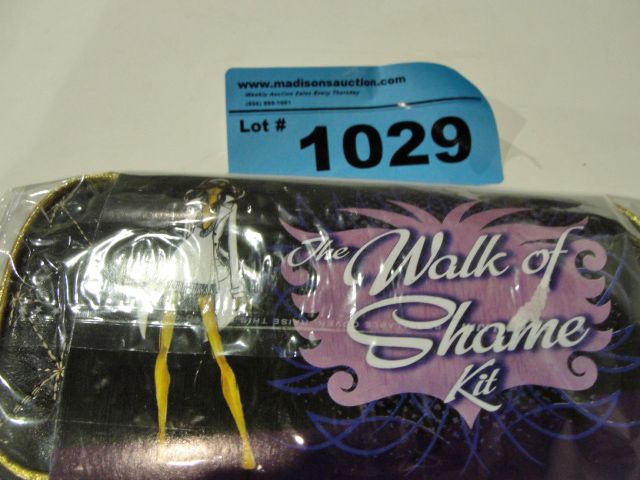 www.madisonsauction.com
Weekly Auction Sales Every Thursday
Lot # 1029
The Walk of
Shame
Kit